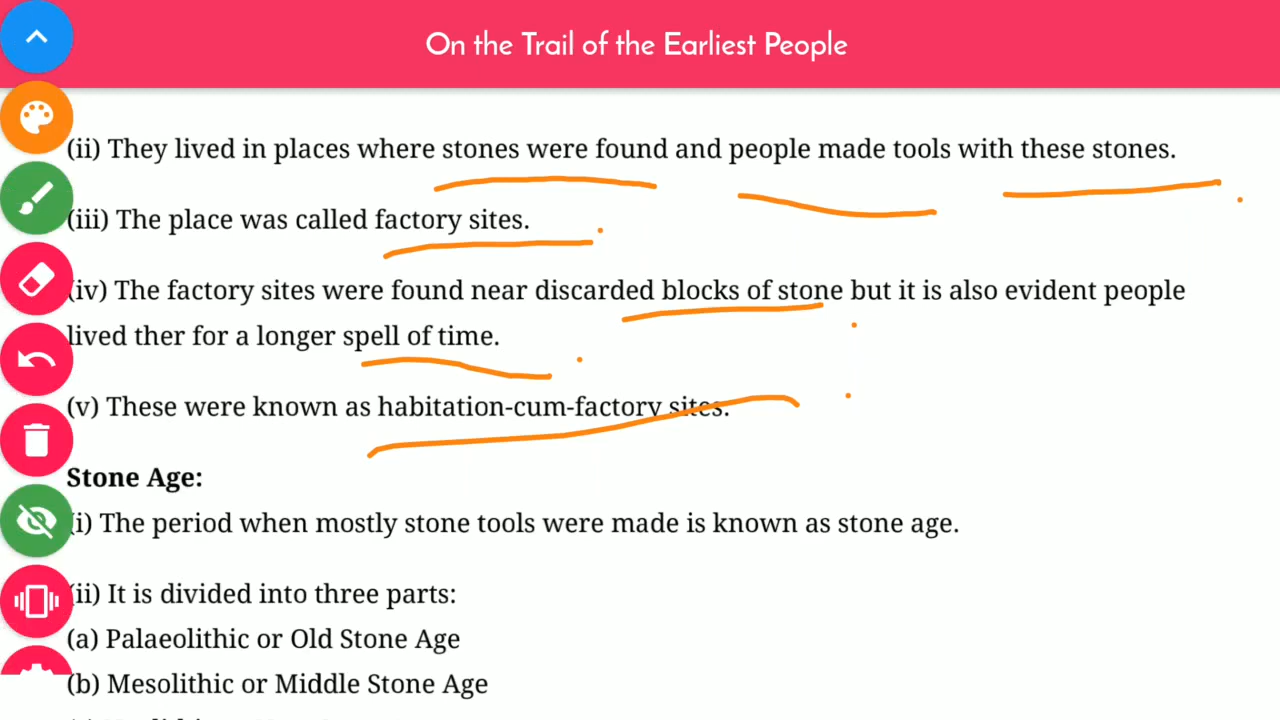 On the Trail of the Earliest People
(ii) They lived in places where stones were found and people made tools with these stones.
(iii) The place was called factory sites.
(iv) The factory sites were found near discarded blocks of stone but it is also evident people
lived ther for a longer spell of time.
(v) These were known as habitation-cum-factory sites.
Stone Age:
(i) The period when mostly stone tools were made is known as stone age.
(ii) It is divided into three parts:
(a) Palaeolithic or Old Stone Age
(b) Mesolithic or Middle Stone Age